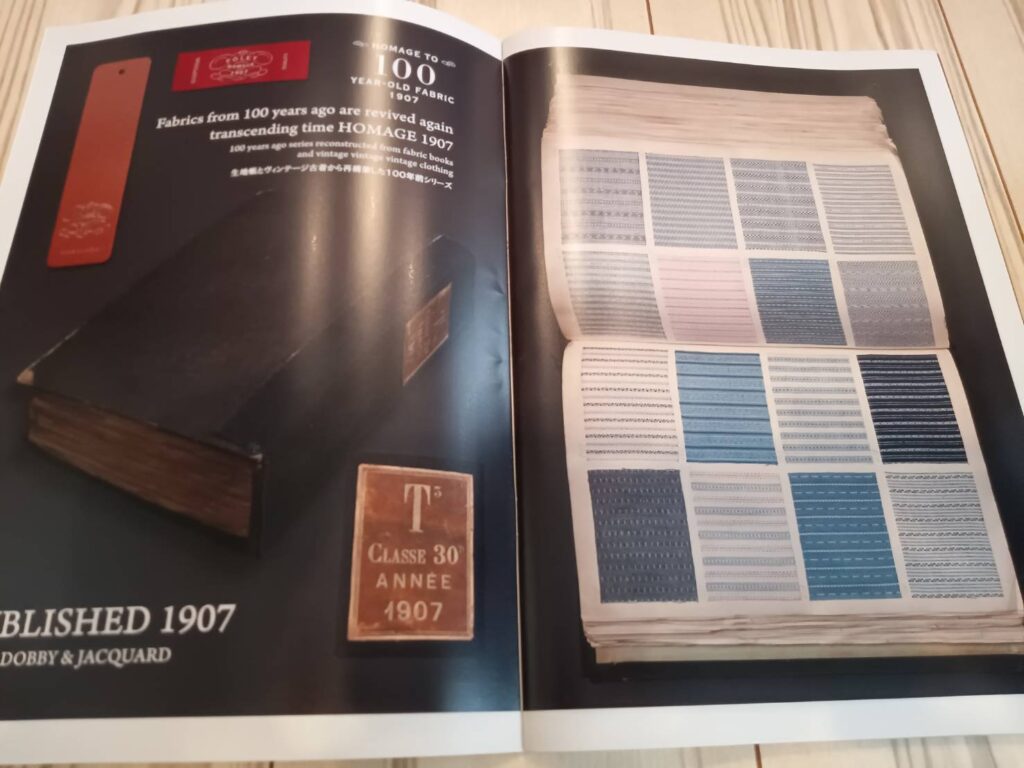 HOMAGE TO
100
YEAR-OLD FABRIC
1907
Fabrics from 100 years ago are revived again
transcending time HOMAGE 1907
100 years ago series reconstructed from fabric books
and vintage vintage vintage clothing
生地帳とヴィンテージ古着から再構築した100年前シリーズ
T5
CLASSE 30
ANNÉE
1907
BLISHED 1907
DOBBY & JACQUARD